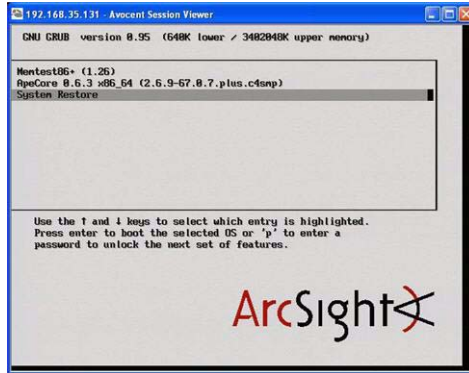 192.168.35.131 - Avocent Session Viewer
GNU GRUB version 0.95 (640K lower / 3402048K upper memory)
Memtest86+ (1.26)
ApeCore 0.6.3 x86_64 (2.6.9-67.0.7.plus.c4smp)
System Restore
Use the ↑ and ↓ keys to select which entry is highlighted.
Press enter to boot the selected OS or 'p' to enter a
password to unlock the next set of features.
ArcSight